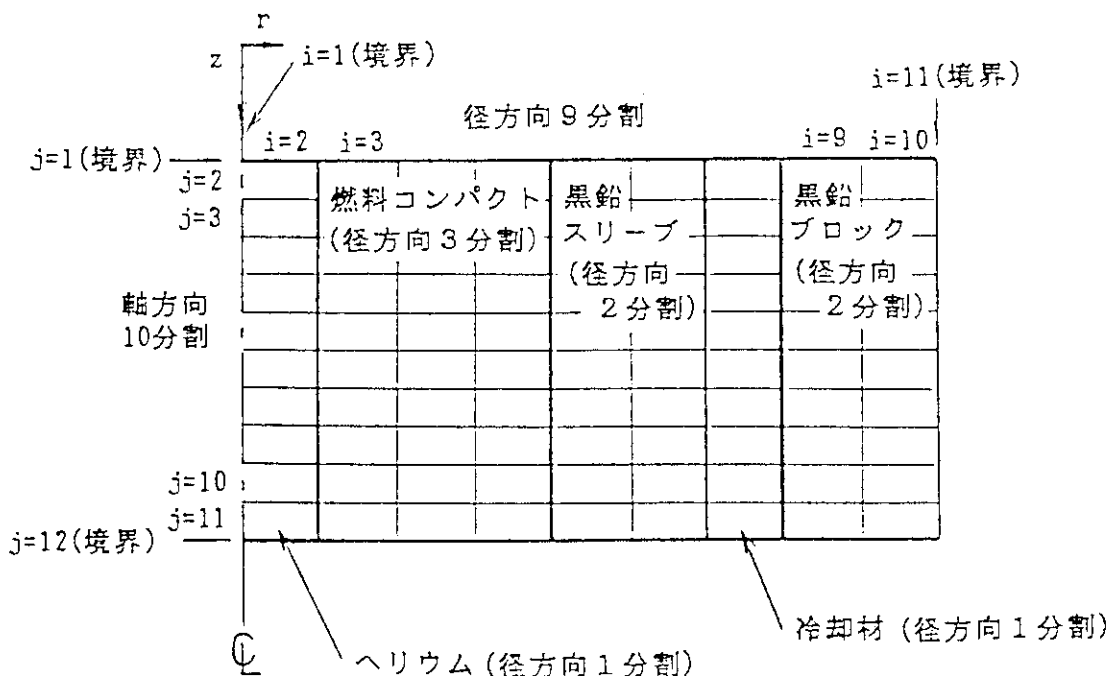 r
z
i=1(境界)
i=11(境界)
径方向9分割
i=2
i=3
i=9
i=10
j=1(境界)
j=2
j=3
燃料コンパクト
(径方向3分割)
黒鉛
スリーブ
(径方向
2分割)
黒鉛
ブロック
(径方向
2分割)
軸方向
10分割
j=10
j=11
j=12(境界)
冷却材(径方向1分割)
ヘリウム(径方向1分割)
℄